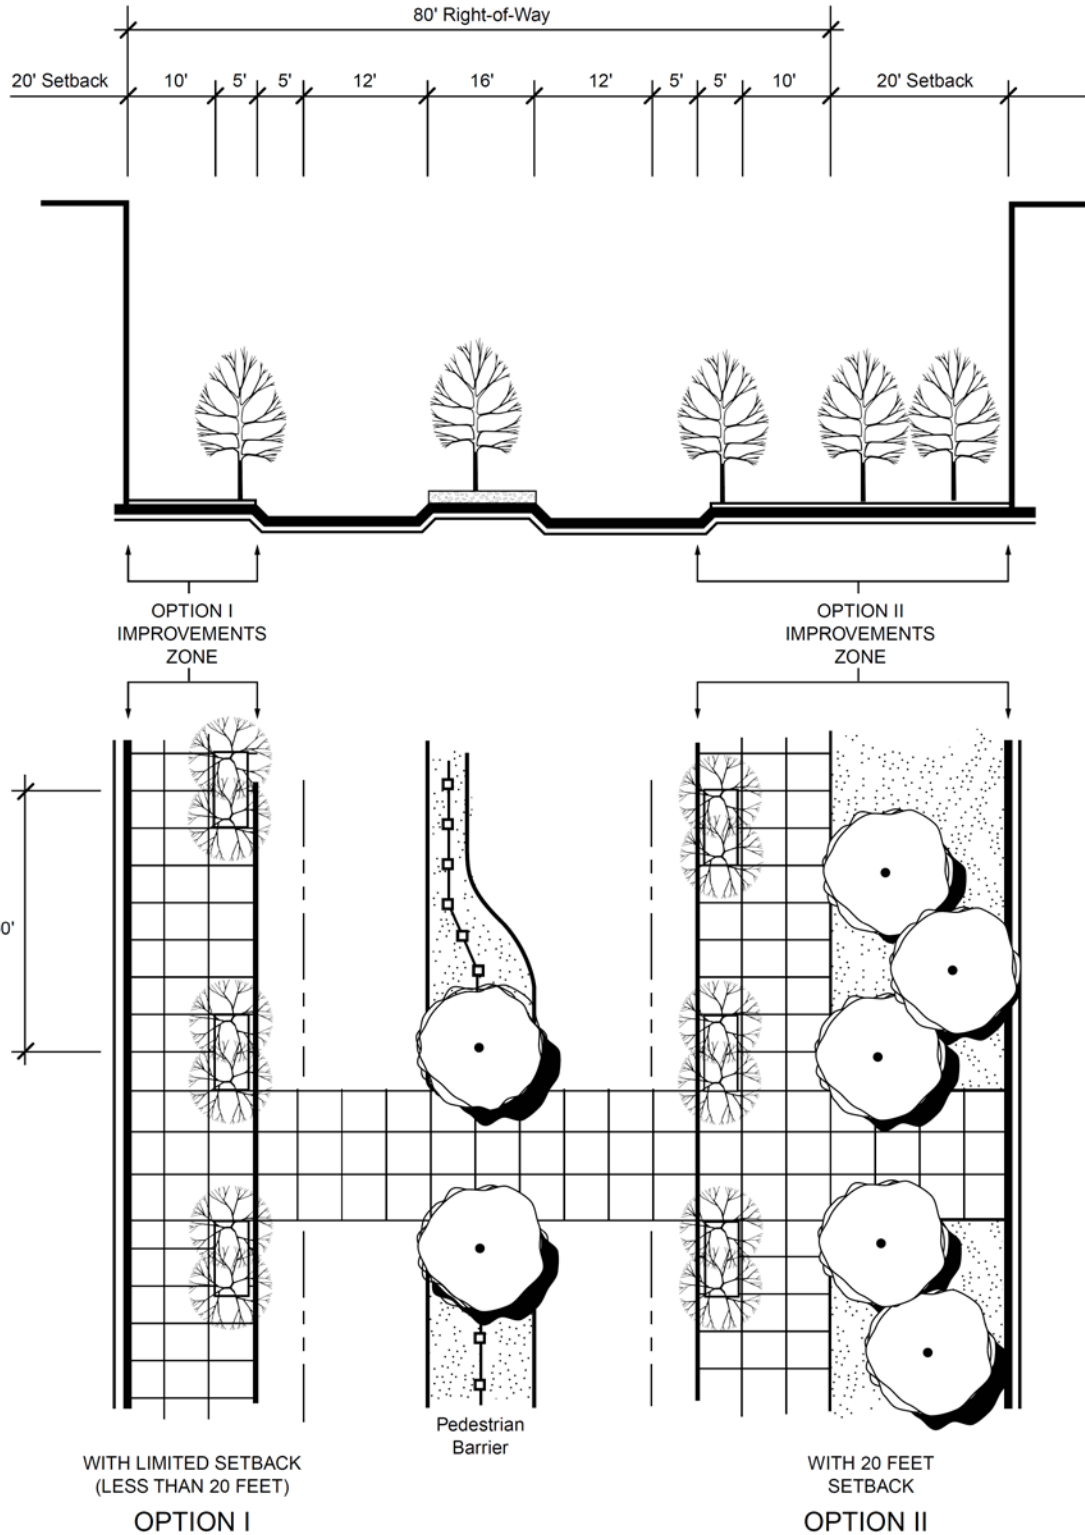 80' Right-of-Way
20' Setback 10' 5' 5' 12' 16' 12' 5' 5' 10' 20' Setback
OPTION I
IMPROVEMENTS
ZONE
OPTION II
IMPROVEMENTS
ZONE
0'
Pedestrian
Barrier
WITH LIMITED SETBACK
(LESS THAN 20 FEET)
OPTION I
WITH 20 FEET
SETBACK
OPTION II